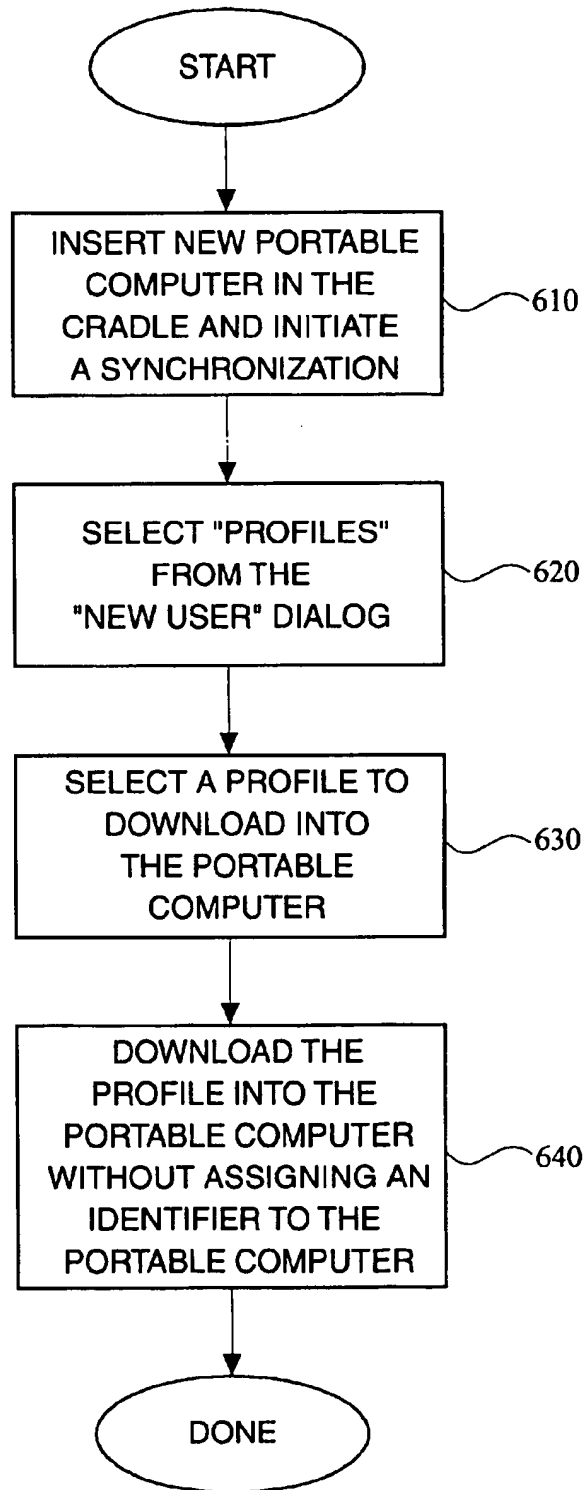 START
INSERT NEW PORTABLE
COMPUTER IN THE
CRADLE AND INITIATE
A SYNCHRONIZATION
610
SELECT "PROFILES"
FROM THE
"NEW USER" DIALOG
620
SELECT A PROFILE TO
DOWNLOAD INTO
THE PORTABLE
COMPUTER
630
DOWNLOAD THE
PROFILE INTO THE
PORTABLE COMPUTER
WITHOUT ASSIGNING AN
IDENTIFIER TO THE
PORTABLE COMPUTER
640
DONE